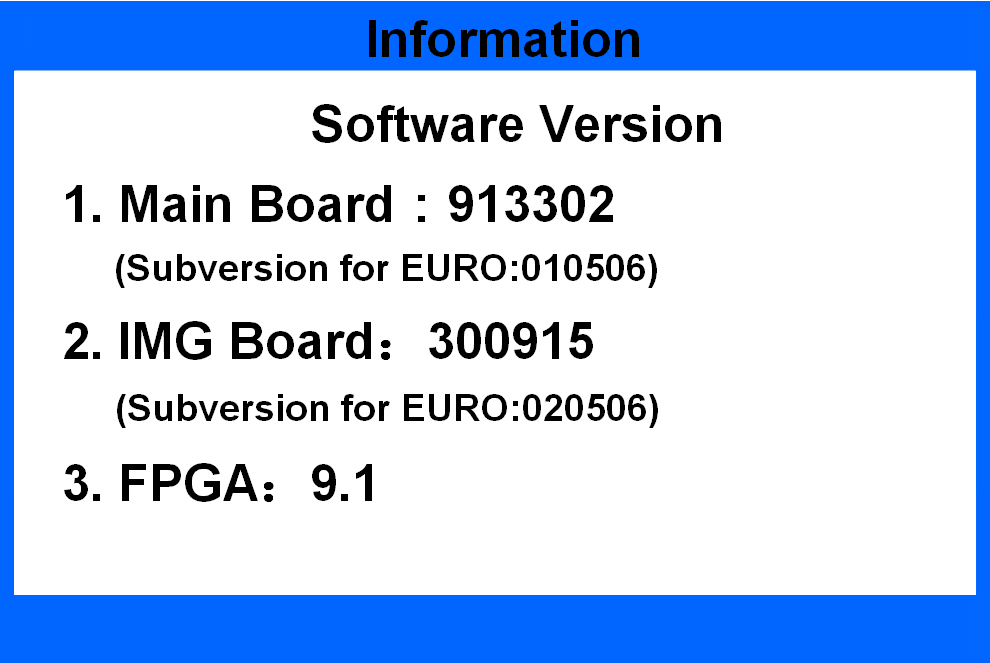 Information
Software Version
1. Main Board : 913302
(Subversion for EURO:010506)
2. IMG Board： 300915
(Subversion for EURO:020506)
3. FPGA： 9.1